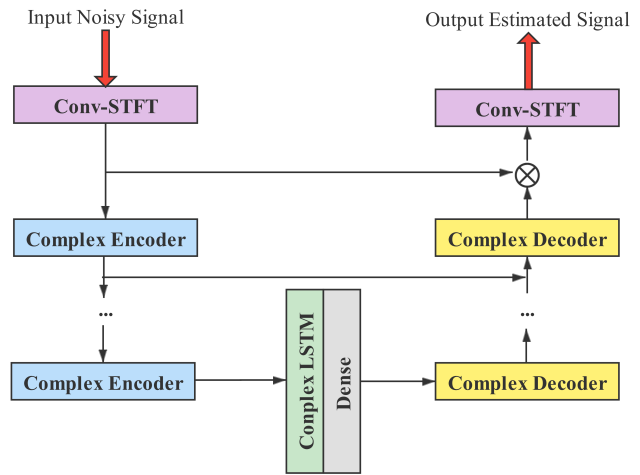 Input Noisy Signal
Output Estimated Signal
Conv-STFT
Conv-STFT
Complex Encoder
Complex Decoder
...
...
Complex Encoder
Conplex LSTM
Dense
Complex Decoder